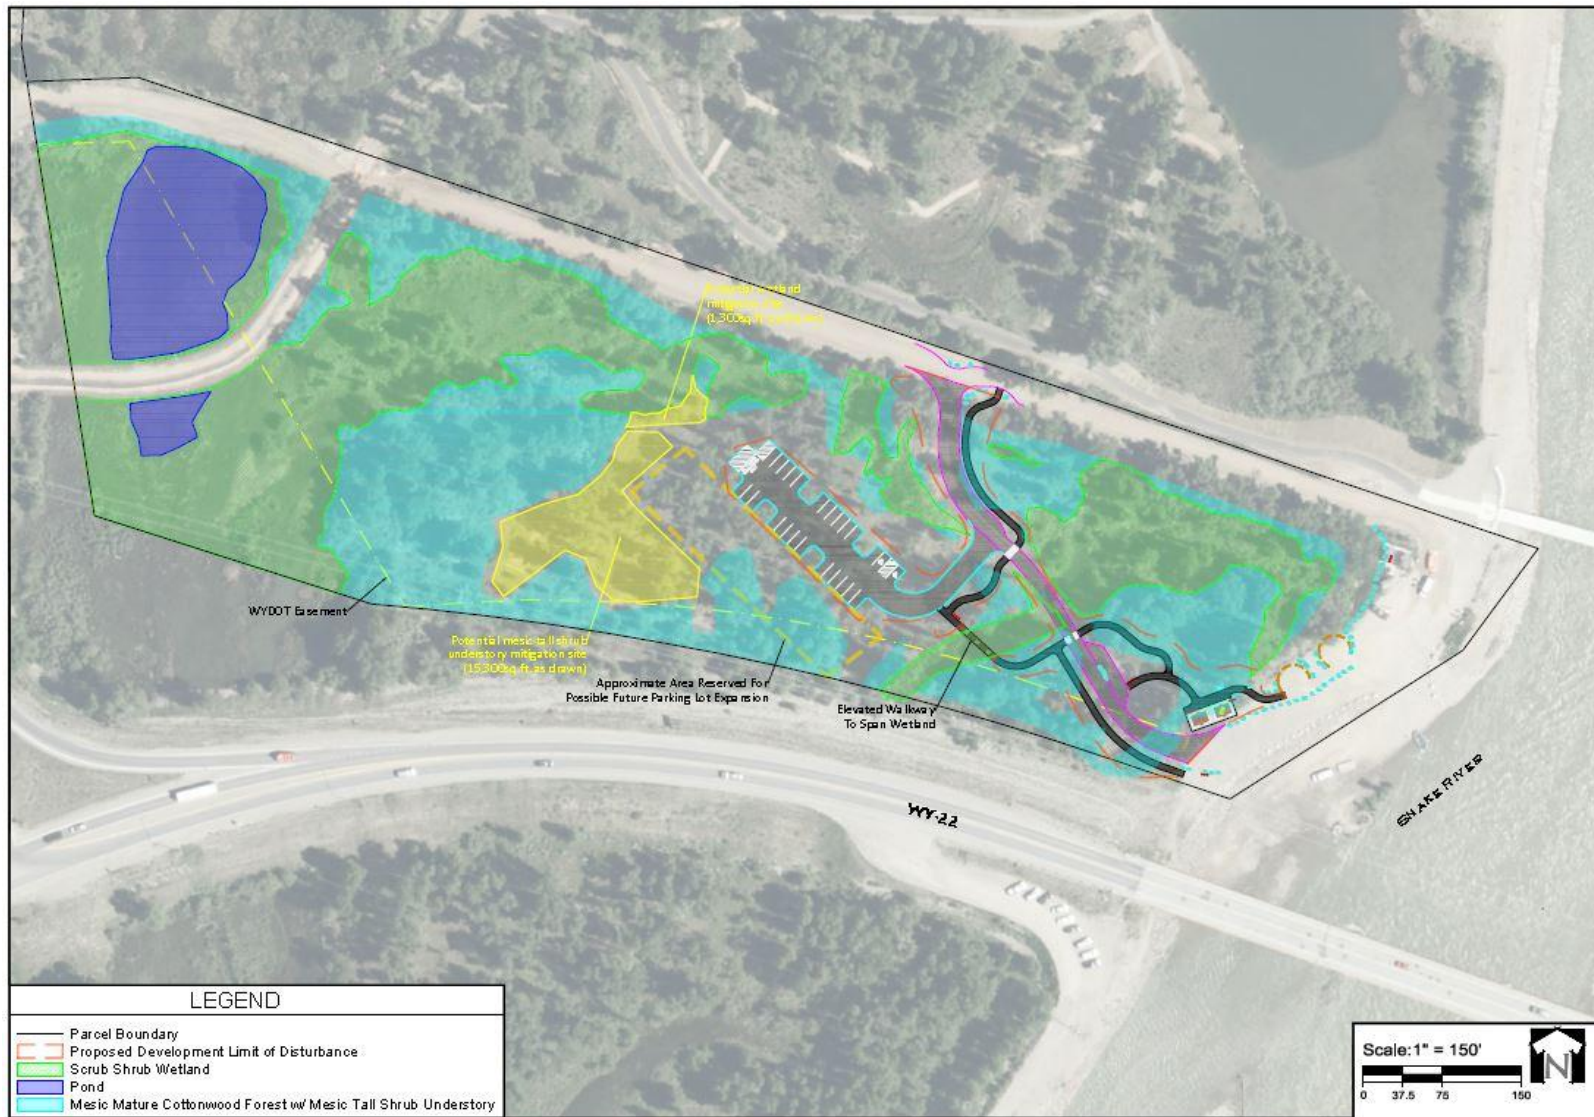 mitigation site
WYDOT Easement
Potential mesic tall shrub
understory mitigation site
(15,300sq.ft. as drawn)
Approximate Area Reserved For
Possible Future Parking Lot Expansion
Elevated Walkway
To Span Wetland
WY-22
SNAKE RIVER
LEGEND
Parcel Boundary
Proposed Development Limit of Disturbance
Scrub Shrub Wetland
Pond
Mesic Mature Cottonwood Forest w/ Mesic Tall Shrub Understory
Scale: 1" = 150'
N
0 37.5 75 150